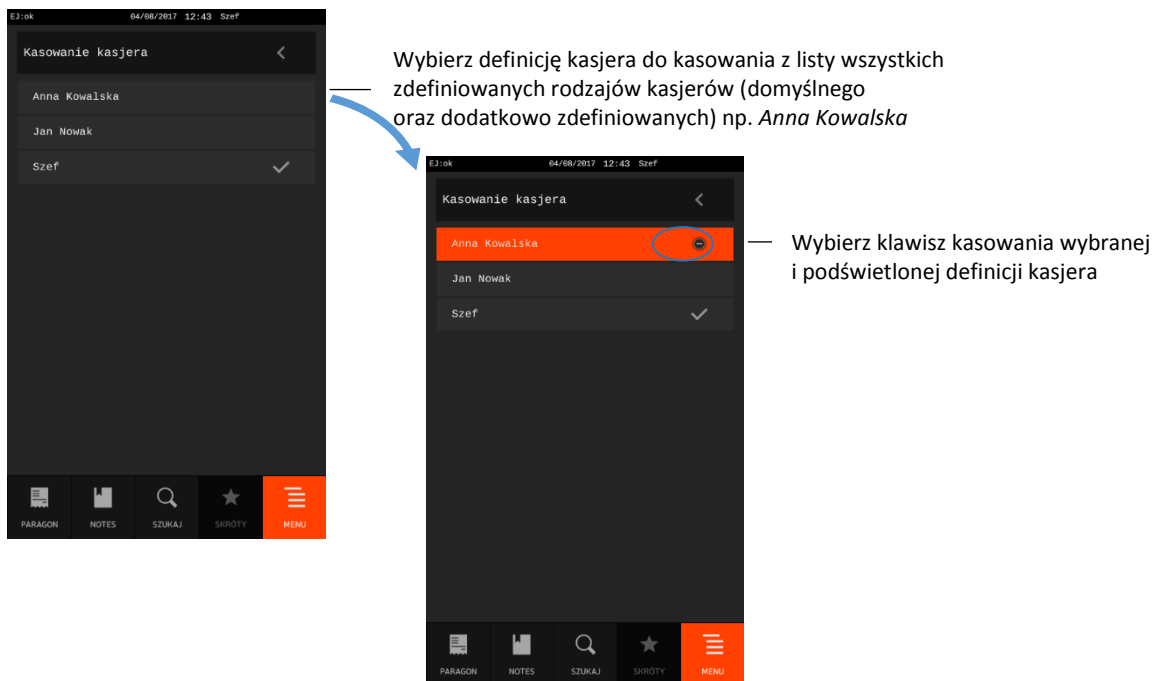 EJ:ok 04/08/2017 12:43 Szef
Kasowanie kasjera
Anna Kowalska
Jan Nowak
Szef
PARAGON NOTES SZUKAJ SKRÓTY MENU
Wybierz definicję kasjera do kasowania z listy wszystkich
zdefiniowanych rodzajów kasjerów (domyślnego
oraz dodatkowo zdefiniowanych) np. Anna Kowalska
EJ:ok 04/08/2017 12:43 Szef
Kasowanie kasjera
Anna Kowalska
Jan Nowak
Szef
PARAGON NOTES SZUKAJ SKRÓTY MENU
Wybierz klawisz kasowania wybranej
i podświetlonej definicji kasjera